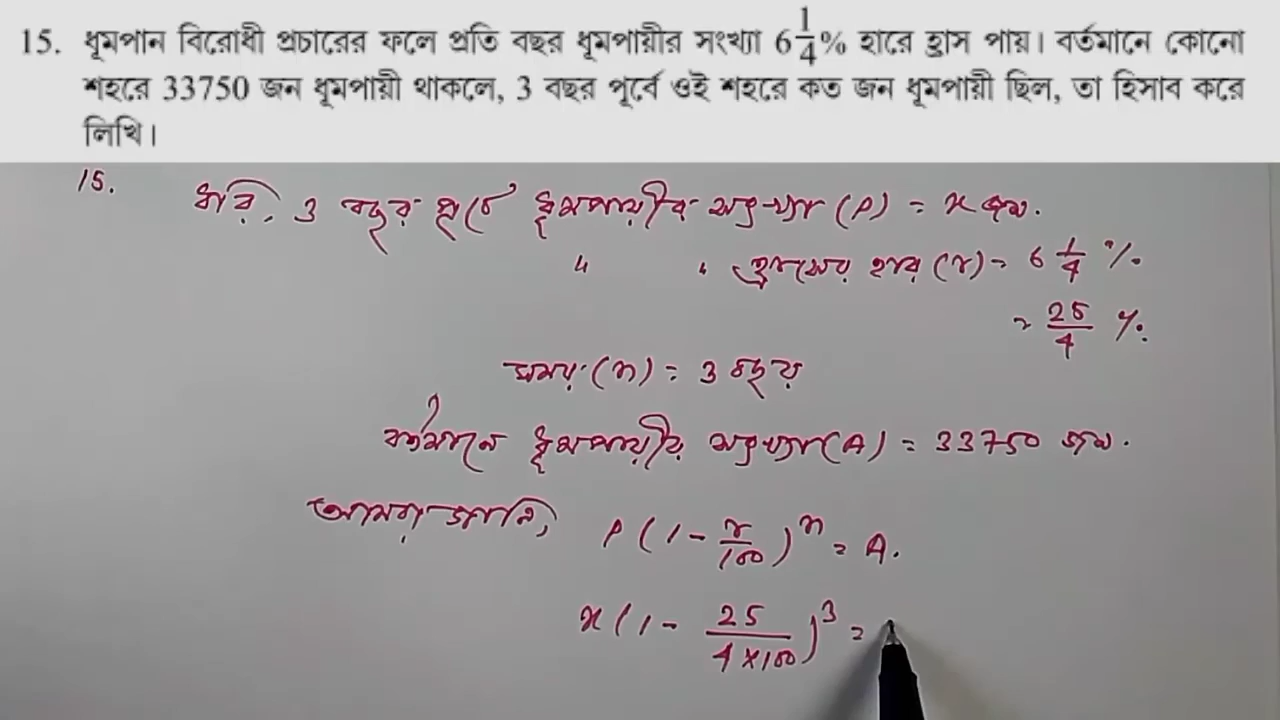 15. ধূমপান বিরোধী প্রচারের ফলে প্রতি বছর ধূমপায়ীর সংখ্যা 6 1/4% হারে হ্রাস পায়। বর্তমানে কোনো
শহরে 33750 জন ধূমপায়ী থাকলে, 3 বছর পূর্বে ওই শহরে কত জন ধূমপায়ী ছিল, তা হিসাব করে
লিখি।
15. ধরি, 3 বছর পূর্বে ধূমপায়ীর সংখ্যা (P) = x জন.
" " হ্রাসের হার (r) = 6 1/4 %.
= 25/4 %.
সময় (n) = 3 বছর
বর্তমানে ধূমপায়ীর সংখ্যা (A) = 33750 জন.
আমরা জানি, P(1 - r/100)^n = A.
x(1 - 25/(4×100))^3 =